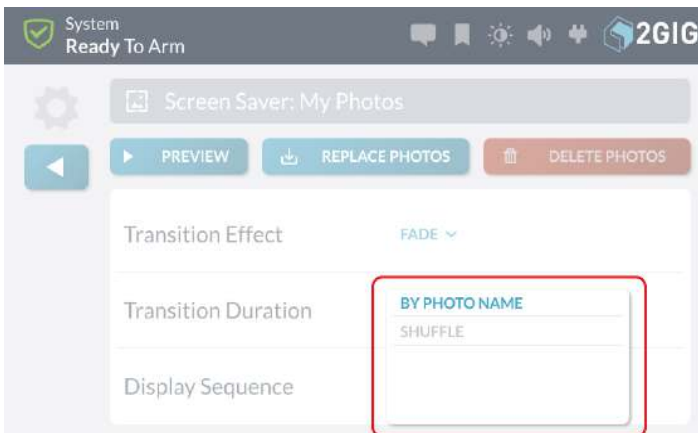 System
Ready To Arm
2GIG
Screen Saver: My Photos
PREVIEW
REPLACE PHOTOS
DELETE PHOTOS
Transition Effect
FADE
Transition Duration
BY PHOTO NAME
SHUFFLE
Display Sequence